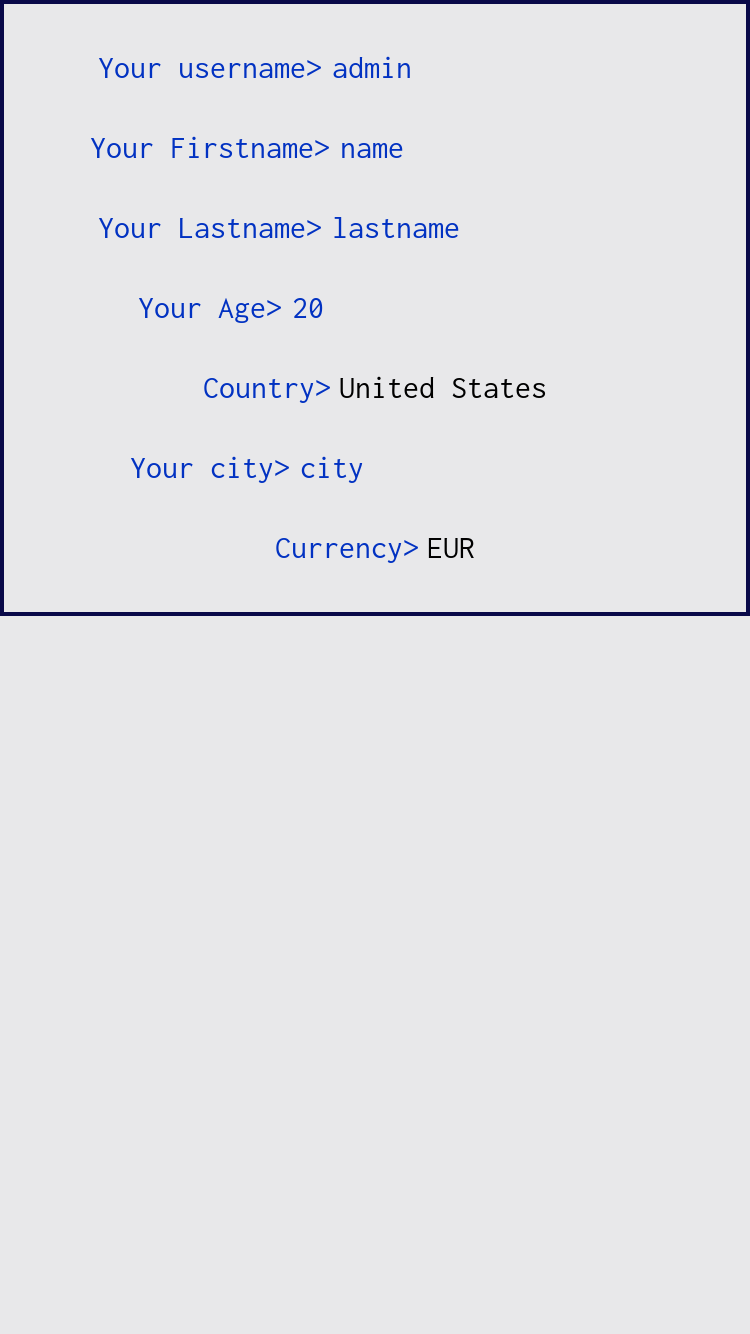 Your username> admin
Your Firstname> name
Your Lastname> lastname
Your Age> 20
Country> United States
Your city> city
Currency> EUR